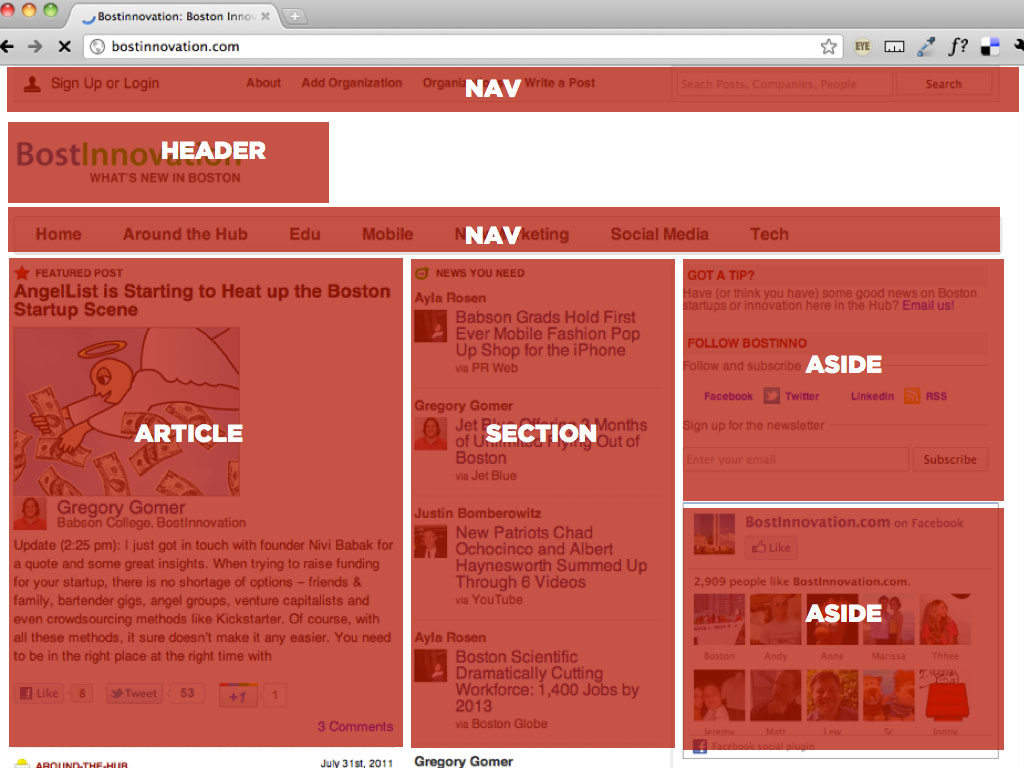 Bostinnovation: Boston Inno
bostinnovation.com
EYE
f?
Sign Up or Login
About
Add Organization
Write a Post
Seach Posts, Companies, People
Search
NAV
BostInnovation
HEADER
WHAT'S NEW IN BOSTON
Home
Around the Hub
Edu
Mobile
NAV
Social Media
Tech
FEATURED POST
AngelList is Starting to Heat up the Boston
Startup Scene
ARTICLE
Gregory Gomer
Babson College, BostInnovation
Update (2:25 pm): I just got in touch with founder Nivi Babak for
a quote and some great insights. When trying to raise funding
for your startup, there is no shortage of options – friends &
family, bartender gigs, angel groups, venture capitalists and
even crowdsourcing methods like Kickstarter. Of course, with
all these methods, it sure doesn't make it any easier. You need
to be in the right place at the right time with
Like 8 Tweet 53 +1 1
3 Comments
AROUND-THE-HUB
July 31st, 2011
NEWS YOU NEED
Ayla Rosen
Babson Grads Hold First
Ever Mobile Fashion Pop
Up Shop for the iPhone
via PR Web
Gregory Gomer
Jet Blue Offering 3 Months
of Unlimited Flying Out of
Boston
via Jet Blue
SECTION
Justin Bomberowitz
New Patriots Chad
Ochocinco and Albert
Haynesworth Summed Up
Through 6 Videos
via YouTube
Ayla Rosen
Boston Scientific
Dramatically Cutting
Workforce: 1,400 Jobs by
2013
via Boston Globe
Gregory Gomer
GOT A TIP?
Have (or think you have) some good news on Boston
startups or innovation here in the Hub? Email us!
FOLLOW BOSTINNO
Follow and subscribe
ASIDE
Facebook
Twitter
LinkedIn
RSS
Sign up for the newsletter
Enter your email
Subscribe
BostInnovation.com on Facebook
Like
2,909 people like BostInnovation.com.
ASIDE
Boston Andy Anne Marissa Thhee
Jeremy Matt Lew Sc Jonny
Facebook social plugin